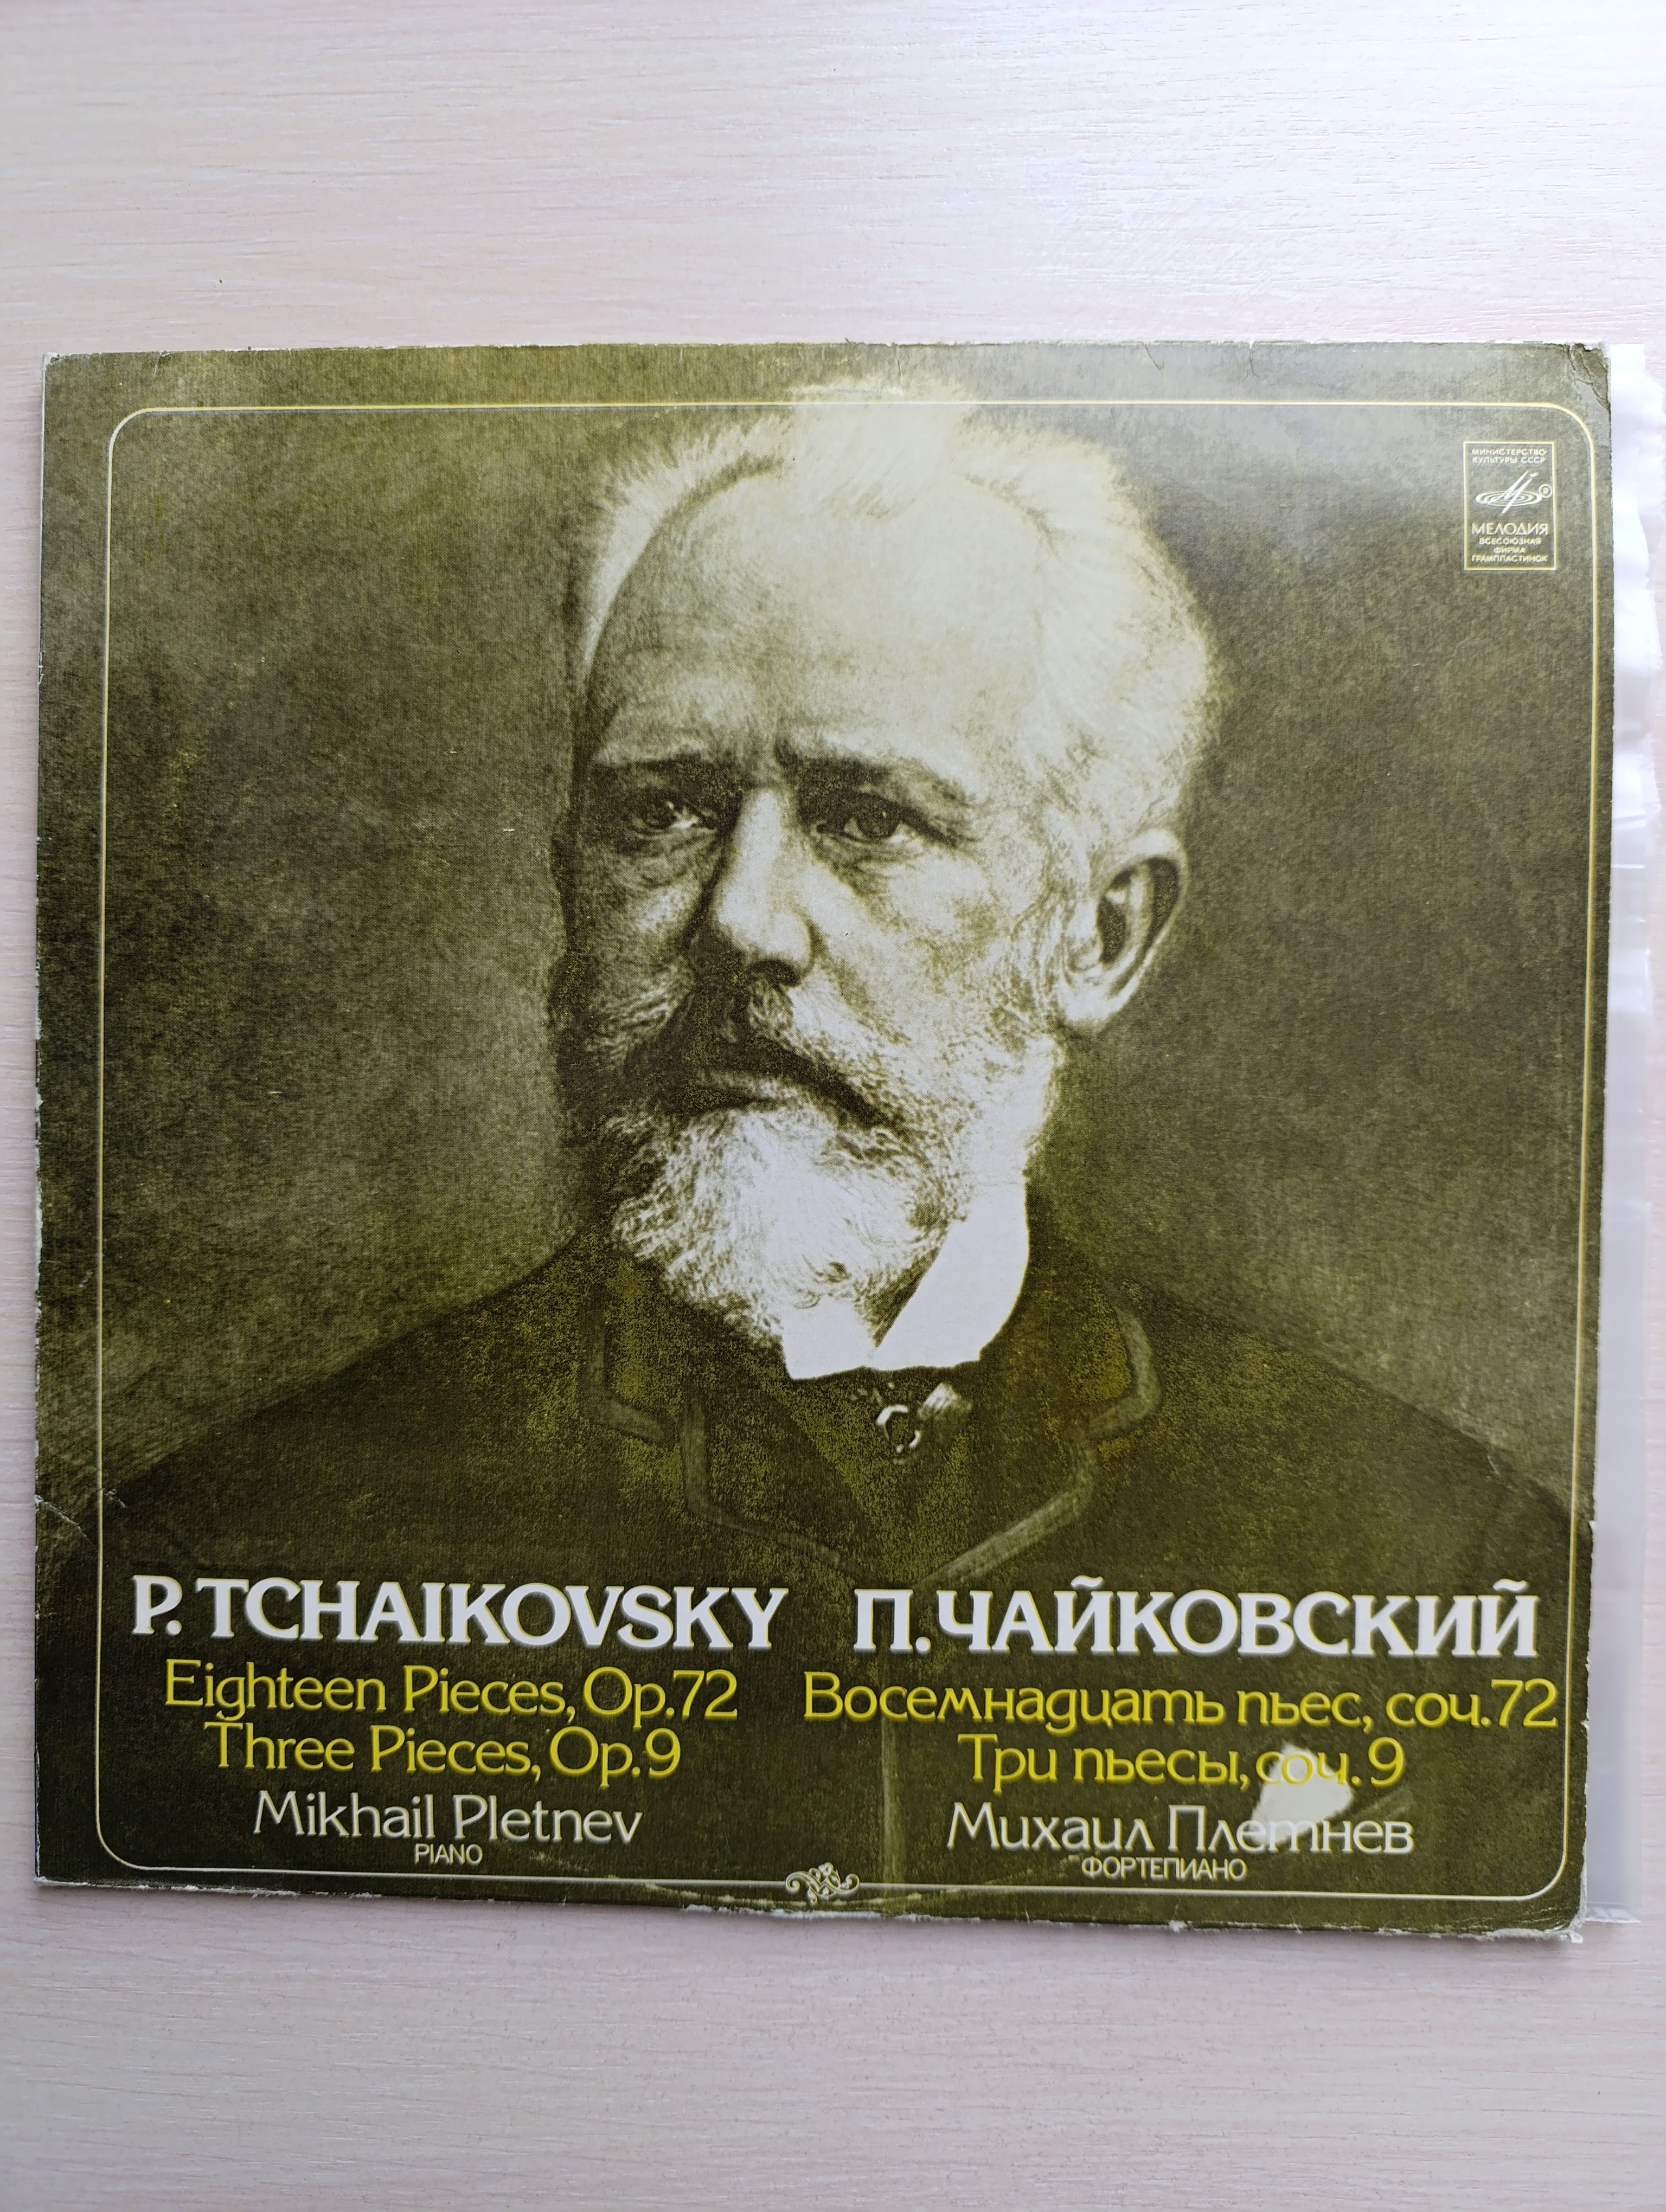 МИНИСТЕРСТВО
КУЛЬТУРЫ СССР
МЕЛОДИЯ
ВСЕСОЮЗНАЯ
ФИРМА
ГРАМПЛАСТИНОК
P. TCHAIKOVSKY
Eighteen Pieces, Op.72
Three Pieces, Op.9
Mikhail Pletnev
PIANO
П.ЧАЙКОВСКИЙ
Восемнадцать пьес, соч.72
Три пьесы, соч.9
Михаил Плетнев
ФОРТЕПИАНО